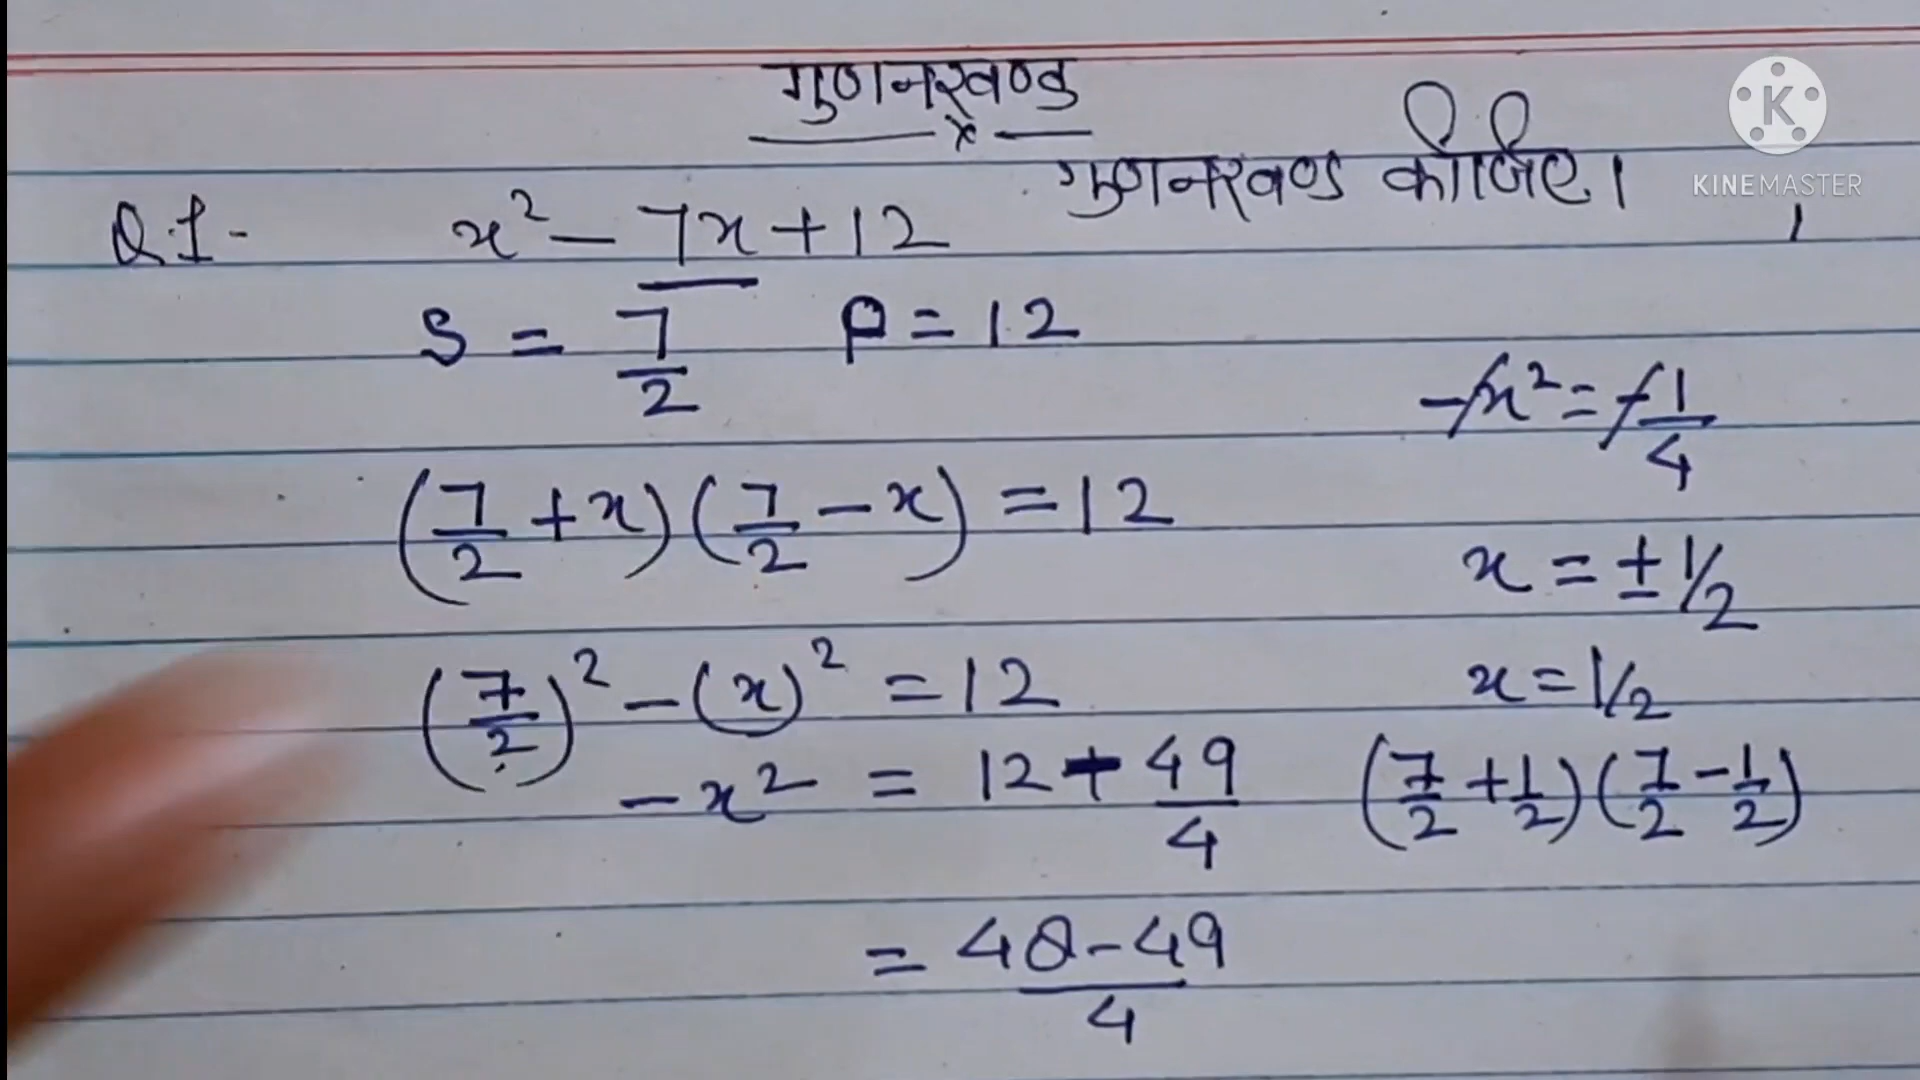 गुणनखण्ड
x
गुणनखण्ड कीजिए।
KINEMASTER
Q.1- x² - 7x + 12
S = 7/2 P = 12
(7/2 + x)(7/2 - x) = 12
(7/2)² - (x)² = 12
-x² = 12 - 49/4
= 48 - 49/4
-x² = -1/4
x = ± 1/2
x = 1/2
(7/2 + 1/2)(7/2 - 1/2)